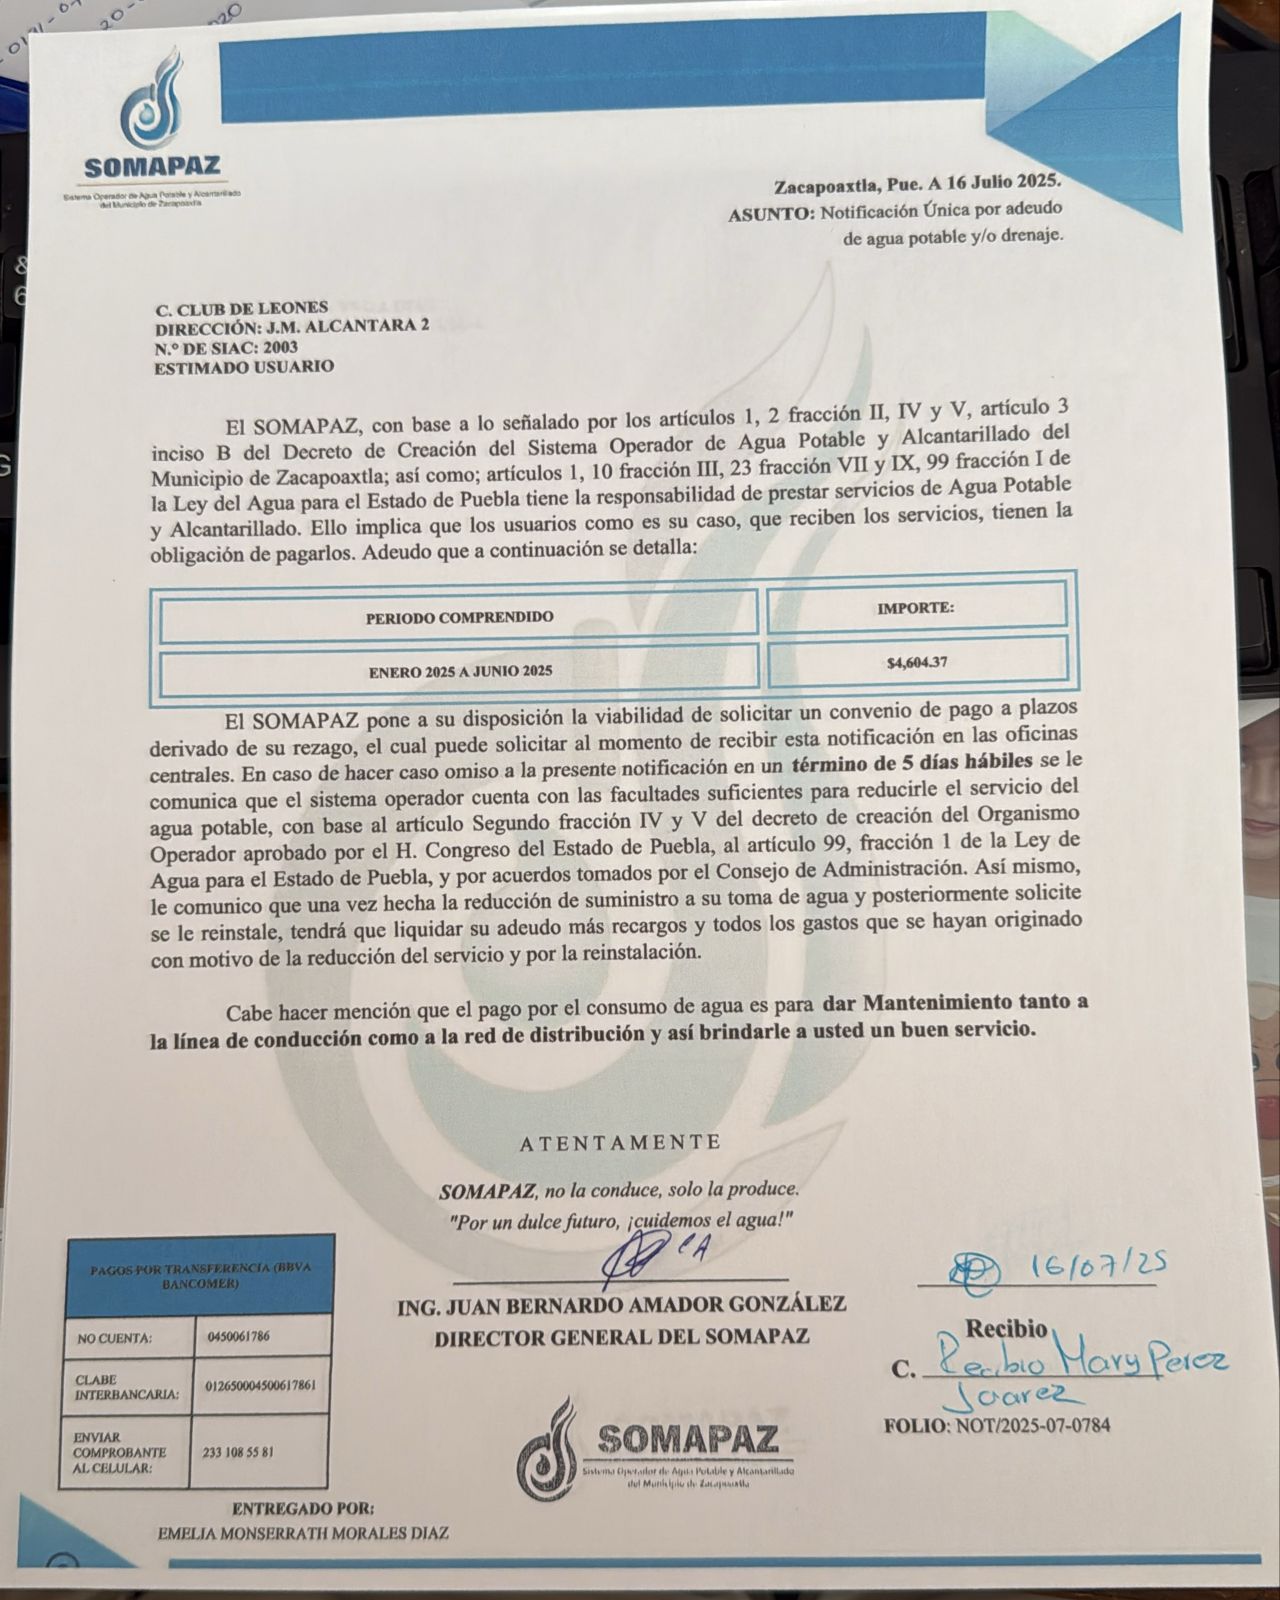 SOMAPAZ
Sistema Operador de Agua Potable y Alcantarillado
del Municipio de Zacapoaxtla
Zacapoaxtla, Pue. A 16 Julio 2025.
ASUNTO: Notificación Única por adeudo
de agua potable y/o drenaje.
C. CLUB DE LEONES
DIRECCIÓN: J.M. ALCANTARA 2
N.º DE SIAC: 2003
ESTIMADO USUARIO
El SOMAPAZ, con base a lo señalado por los artículos 1, 2 fracción II, IV y V, artículo 3
inciso B del Decreto de Creación del Sistema Operador de Agua Potable y Alcantarillado del
Municipio de Zacapoaxtla; así como; artículos 1, 10 fracción III, 23 fracción VII y IX, 99 fracción I de
la Ley del Agua para el Estado de Puebla tiene la responsabilidad de prestar servicios de Agua Potable
y Alcantarillado. Ello implica que los usuarios como es su caso, que reciben los servicios, tienen la
obligación de pagarlos. Adeudo que a continuación se detalla:
PERIODO COMPRENDIDO
IMPORTE:
ENERO 2025 A JUNIO 2025
$4,604.37
El SOMAPAZ pone a su disposición la viabilidad de solicitar un convenio de pago a plazos
derivado de su rezago, el cual puede solicitar al momento de recibir esta notificación en las oficinas
centrales. En caso de hacer caso omiso a la presente notificación en un término de 5 días hábiles se le
comunica que el sistema operador cuenta con las facultades suficientes para reducirle el servicio del
agua potable, con base al artículo Segundo fracción IV y V del decreto de creación del Organismo
Operador aprobado por el H. Congreso del Estado de Puebla, al artículo 99, fracción 1 de la Ley de
Agua para el Estado de Puebla, y por acuerdos tomados por el Consejo de Administración. Así mismo,
le comunico que una vez hecha la reducción de suministro a su toma de agua y posteriormente solicite
se le reinstale, tendrá que liquidar su adeudo más recargos y todos los gastos que se hayan originado
con motivo de la reducción del servicio y por la reinstalación.
Cabe hacer mención que el pago por el consumo de agua es para dar Mantenimiento tanto a
la línea de conducción como a la red de distribución y así brindarle a usted un buen servicio.
ATENTAMENTE
SOMAPAZ, no la conduce, solo la produce.
"Por un dulce futuro, ¡cuidemos el agua!"
ING. JUAN BERNARDO AMADOR GONZÁLEZ
DIRECTOR GENERAL DEL SOMAPAZ
PAGOS POR TRANSFERENCIA (BBVA
BANCOMER)
NO CUENTA:
0450061786
CLABE
INTERBANCARIA:
012650004500617861
ENVIAR
COMPROBANTE
AL CELULAR:
233 108 55 81
16/07/25
Recibio
C. Recibio Mary Perez
Juarez
FOLIO: NOT/2025-07-0784
SOMAPAZ
Sistema Operador de Agua Potable y Alcantarillado
del Municipio de Zacapoaxtla
ENTREGADO POR:
EMELIA MONSERRATH MORALES DIAZ